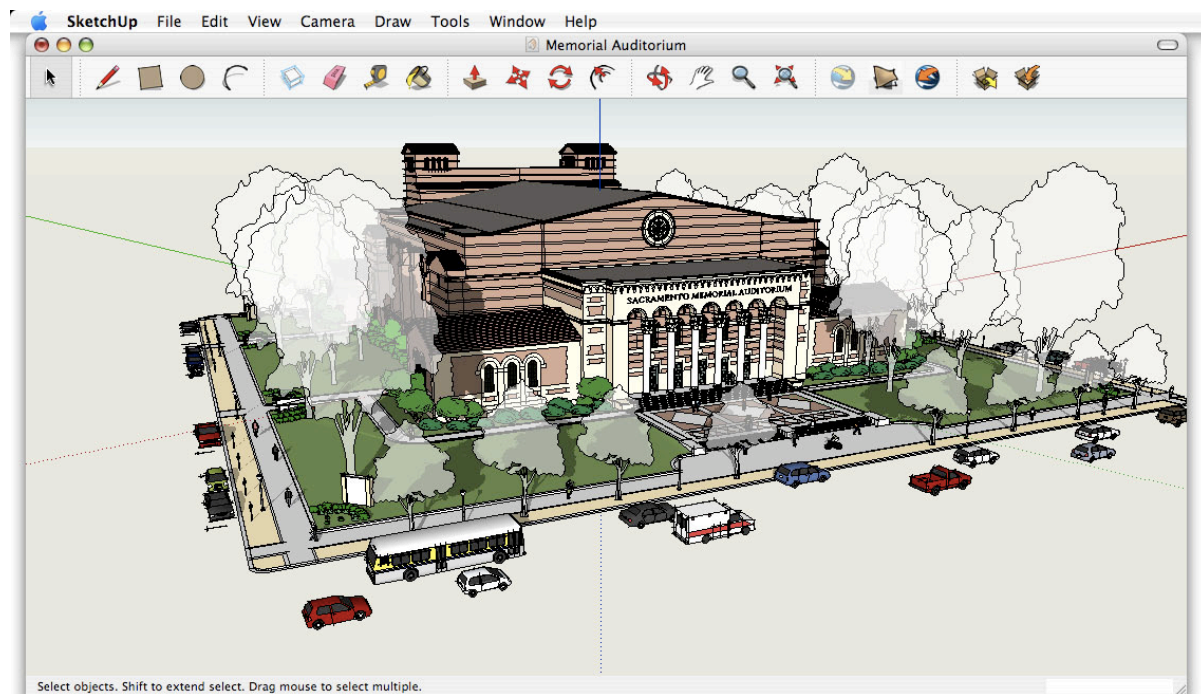 SketchUp File Edit View Camera Draw Tools Window Help
Memorial Auditorium
SACRAMENTO MEMORIAL AUDITORIUM
Select objects. Shift to extend select. Drag mouse to select multiple.